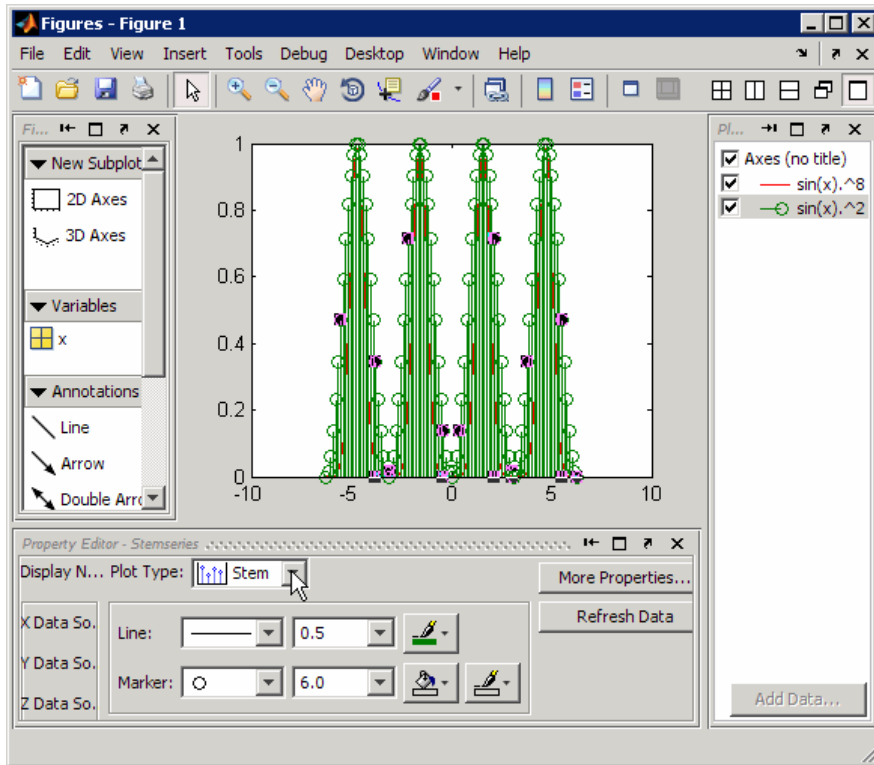 Figures - Figure 1
File Edit View Insert Tools Debug Desktop Window Help
Fi...
New Subplot
2D Axes
3D Axes
Variables
x
Annotations
Line
Arrow
Double Arr
1
0.8
0.6
0.4
0.2
0
-10 -5 0 5 10
Pl...
Axes (no title)
sin(x).^8
sin(x).^2
Add Data...
Property Editor - Stemseries
Display N... Plot Type: Stem
More Properties...
Refresh Data
X Data So.
Y Data So.
Z Data So.
Line: 0.5
Marker: 6.0